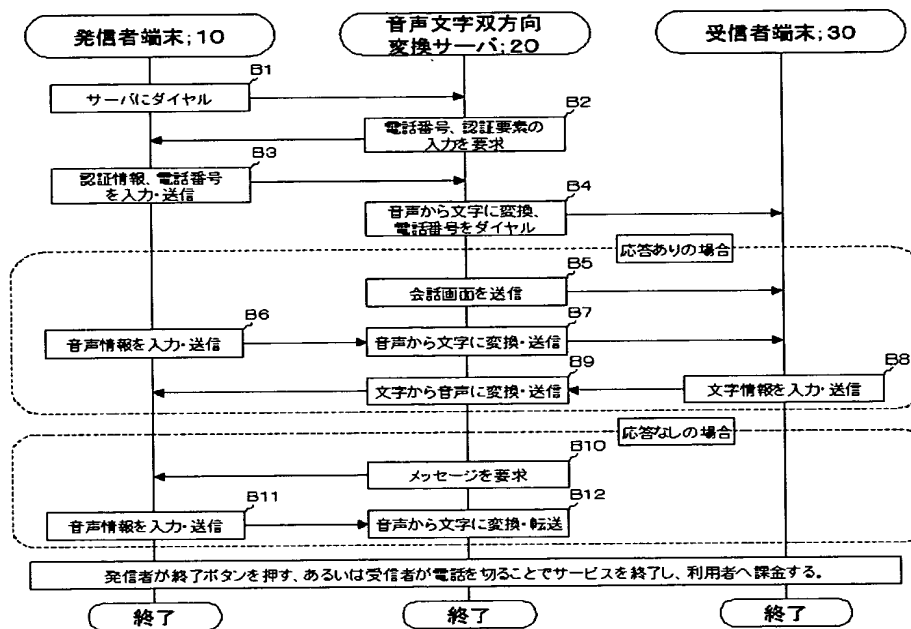 発信者端末;10
音声文字双方向
変換サーバ;20
受信者端末;30
B1
サーバにダイヤル
B2
電話番号、認証要素の
入力を要求
B3
認証情報、電話番号
を入力・送信
B4
音声から文字に変換、
電話番号をダイヤル
応答ありの場合
B5
会話画面を送信
B6
音声情報を入力・送信
B7
音声から文字に変換・送信
B8
文字情報を入力・送信
B9
文字から音声に変換・送信
応答なしの場合
B10
メッセージを要求
B11
音声情報を入力・送信
B12
音声から文字に変換・転送
発信者が終了ボタンを押す、あるいは受信者が電話を切ることでサービスを終了し、利用者へ課金する。
終了
終了
終了